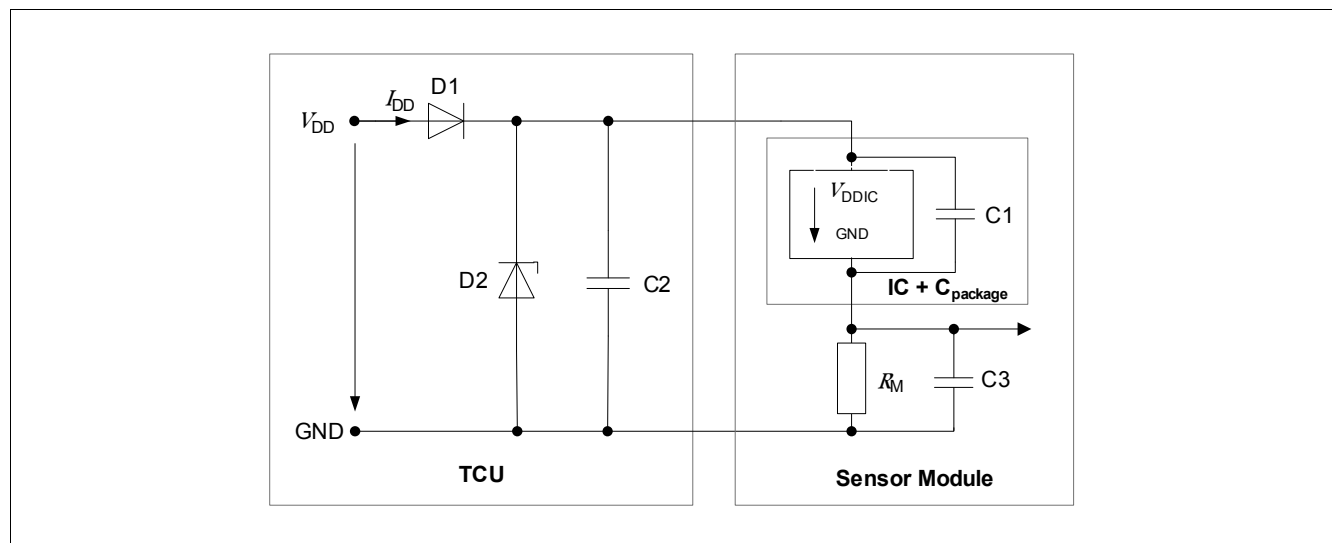 D1
I_DD
V_DD
V_DDIC
C1
GND
D2
C2
IC + C_package
R_M
C3
GND
TCU
Sensor Module